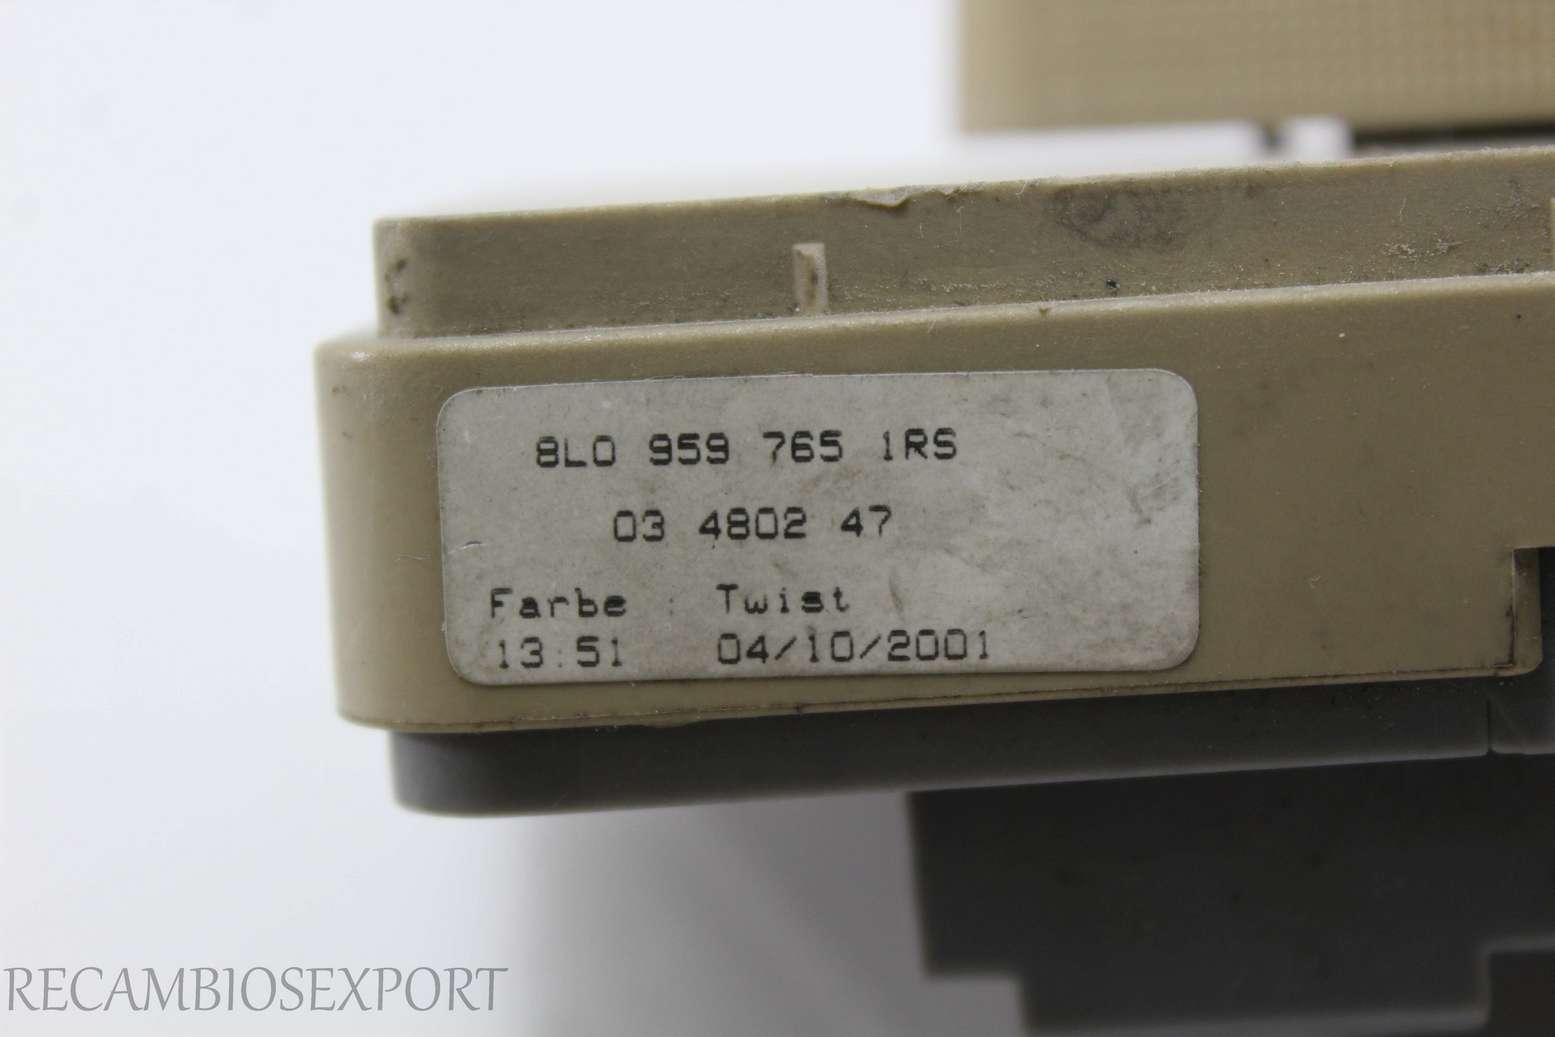 8L0 959 765 1RS
03 4802 47
Farbe : Twist
13:51 04/10/2001
RECAMBIOSEXPORT